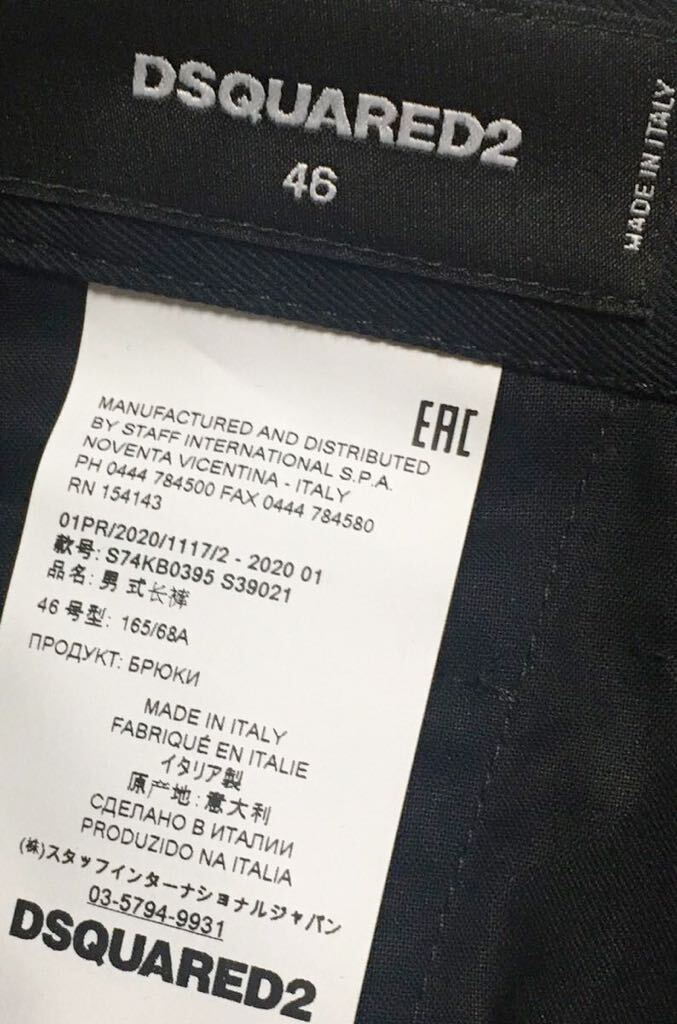 DSQUARED2
46
MADE IN ITALY
EAC
MANUFACTURED AND DISTRIBUTED
BY STAFF INTERNATIONAL S.P.A.
NOVENTA VICENTINA - ITALY
PH 0444 784500 FAX 0444 784580
RN 154143
01PR/2020/1117/2 - 2020 01
款号: S74KB0395 S39021
品名: 男 式长裤
46 号型: 165/68A
ПРОДУКТ: БРЮКИ
MADE IN ITALY
FABRIQUÉ EN ITALIE
イタリア製
原产地: 意大利
СДЕЛАНО В ИТАЛИИ
PRODUZIDO NA ITALIA
(株)スタッフインターナショナルジャパン
03-5794-9931
DSQUARED2